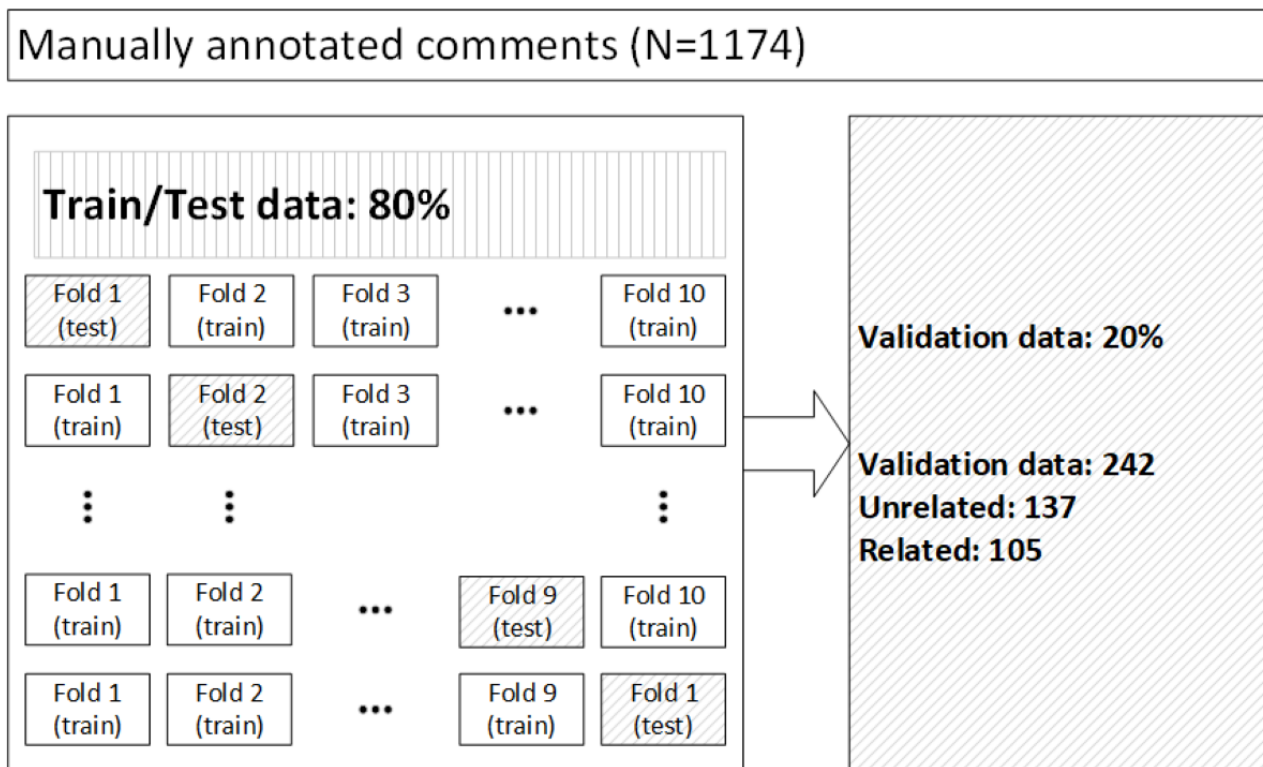 Manually annotated comments (N=1174)
Train/Test data: 80%
Fold 1 Fold 2 Fold 3 ... Fold 10
(test) (train) (train) (train)
Fold 1 Fold 2 Fold 3 ... Fold 10
(train) (test) (train) (train)
Fold 1 Fold 2 ... Fold 9 Fold 10
(train) (train) (test) (train)
Fold 1 Fold 2 ... Fold 9 Fold 1
(train) (train) (train) (test)
Validation data: 20%
Validation data: 242
Unrelated: 137
Related: 105